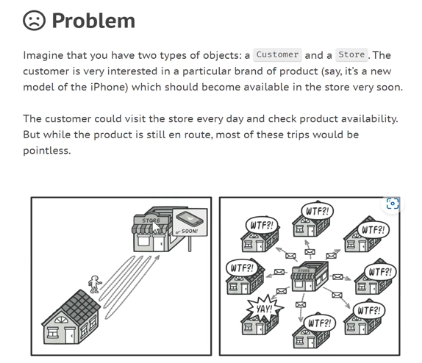 Problem
Imagine that you have two types of objects: a Customer and a Store. The
customer is very interested in a particular brand of product (say, it's a new
model of the iPhone) which should become available in the store very soon.
The customer could visit the store every day and check product availability.
But while the product is still en route, most of these trips would be
pointless.
STORE
SOON!
WTF?!
WTF?!
WTF?!
WTF?!
STORE
WTF?!
YAY!
WTF?!
WTF?!